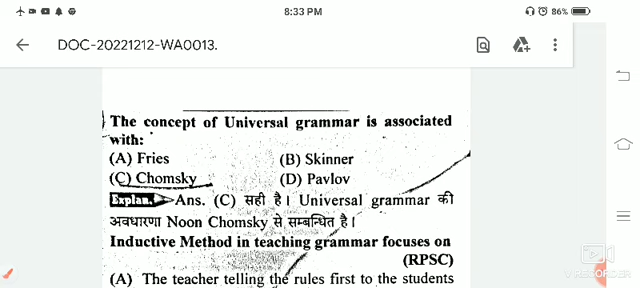 8:33 PM
86%
DOC-20221212-WA0013.
The concept of Universal grammar is associated
with:
(A) Fries (B) Skinner
(C) Chomsky (D) Pavlov
Explan. Ans. (C) सही है। Universal grammar की
अवधारणा Noon Chomsky से सम्बन्धित है।
Inductive Method in teaching grammar focuses on
(RPSC)
(A) The teacher telling the rules first to the students
V RECORDER